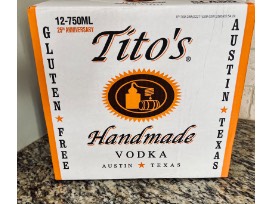 12-750ML
25th ANNIVERSARY
Tito's®
Handmade
VODKA
AUSTIN ★ TEXAS
GLUTEN ★ FREE
AUSTIN ★ TEXAS